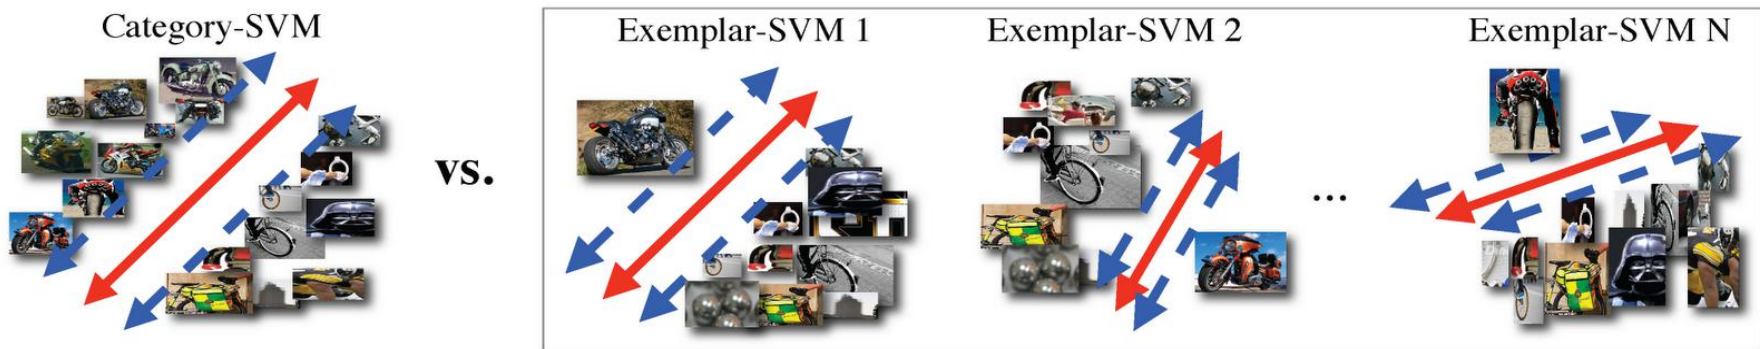 Category-SVM
vs.
Exemplar-SVM 1
Exemplar-SVM 2
...
Exemplar-SVM N